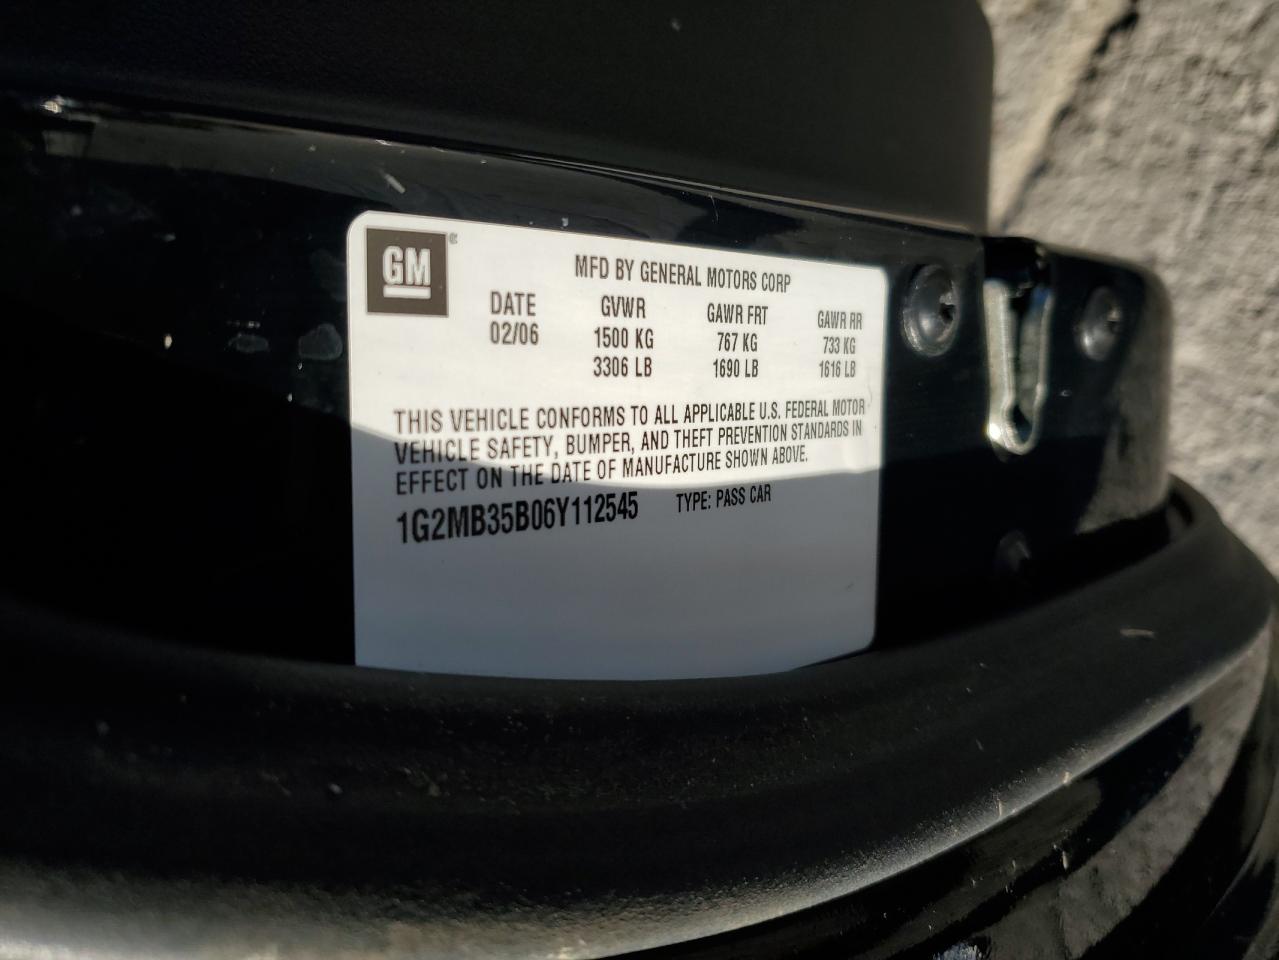 GM
MFD BY GENERAL MOTORS CORP
DATE GVWR GAWR FRT GAWR RR
02/06 1500 KG 767 KG 733 KG
3306 LB 1690 LB 1616 LB
THIS VEHICLE CONFORMS TO ALL APPLICABLE U.S. FEDERAL MOTOR
VEHICLE SAFETY, BUMPER, AND THEFT PREVENTION STANDARDS IN
EFFECT ON THE DATE OF MANUFACTURE SHOWN ABOVE.
1G2MB35B06Y112545 TYPE: PASS CAR